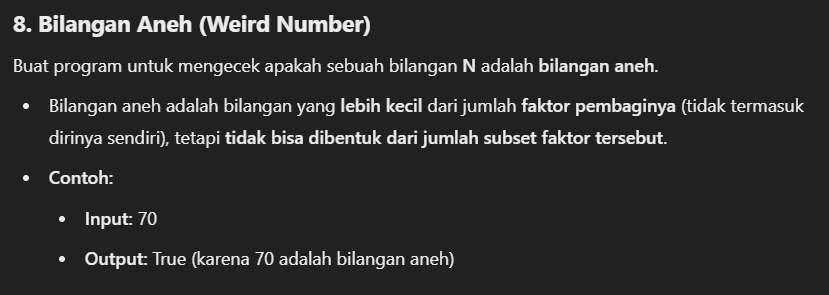 8. Bilangan Aneh (Weird Number)
Buat program untuk mengecek apakah sebuah bilangan N adalah bilangan aneh.
• Bilangan aneh adalah bilangan yang lebih kecil dari jumlah faktor pembaginya (tidak termasuk
dirinya sendiri), tetapi tidak bisa dibentuk dari jumlah subset faktor tersebut.
• Contoh:
• Input: 70
• Output: True (karena 70 adalah bilangan aneh)